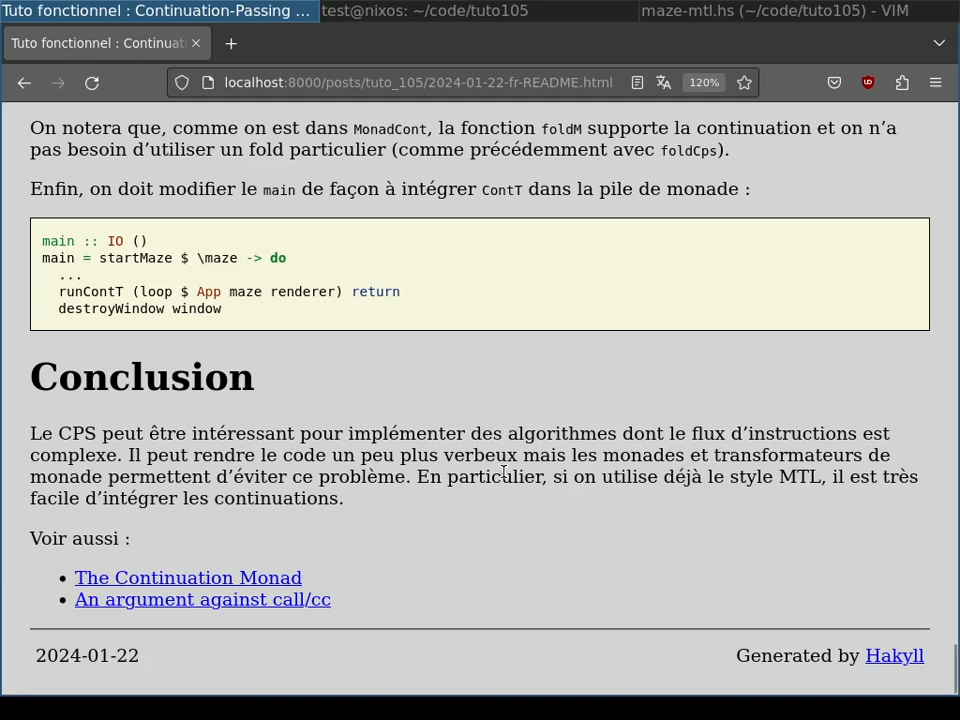 Tuto fonctionnel : Continuation-Passing ... test@nixos: ~/code/tuto105 maze-mtl.hs (~/code/tuto105) - VIM
Tuto fonctionnel : Continuati
localhost:8000/posts/tuto_105/2024-01-22-fr-README.html 120%
On notera que, comme on est dans MonadCont, la fonction foldM supporte la continuation et on n’a
pas besoin d’utiliser un fold particulier (comme précédemment avec foldCps).
Enfin, on doit modifier le main de façon à intégrer ContT dans la pile de monade :
main :: IO ()
main = startMaze $ \maze -> do
...
runContT (loop $ App maze renderer) return
destroyWindow window
Conclusion
Le CPS peut être intéressant pour implémenter des algorithmes dont le flux d’instructions est
complexe. Il peut rendre le code un peu plus verbeux mais les monades et transformateurs de
monade permettent d’éviter ce problème. En particulier, si on utilise déjà le style MTL, il est très
facile d’intégrer les continuations.
Voir aussi :
• The Continuation Monad
• An argument against call/cc
2024-01-22 Generated by Hakyll